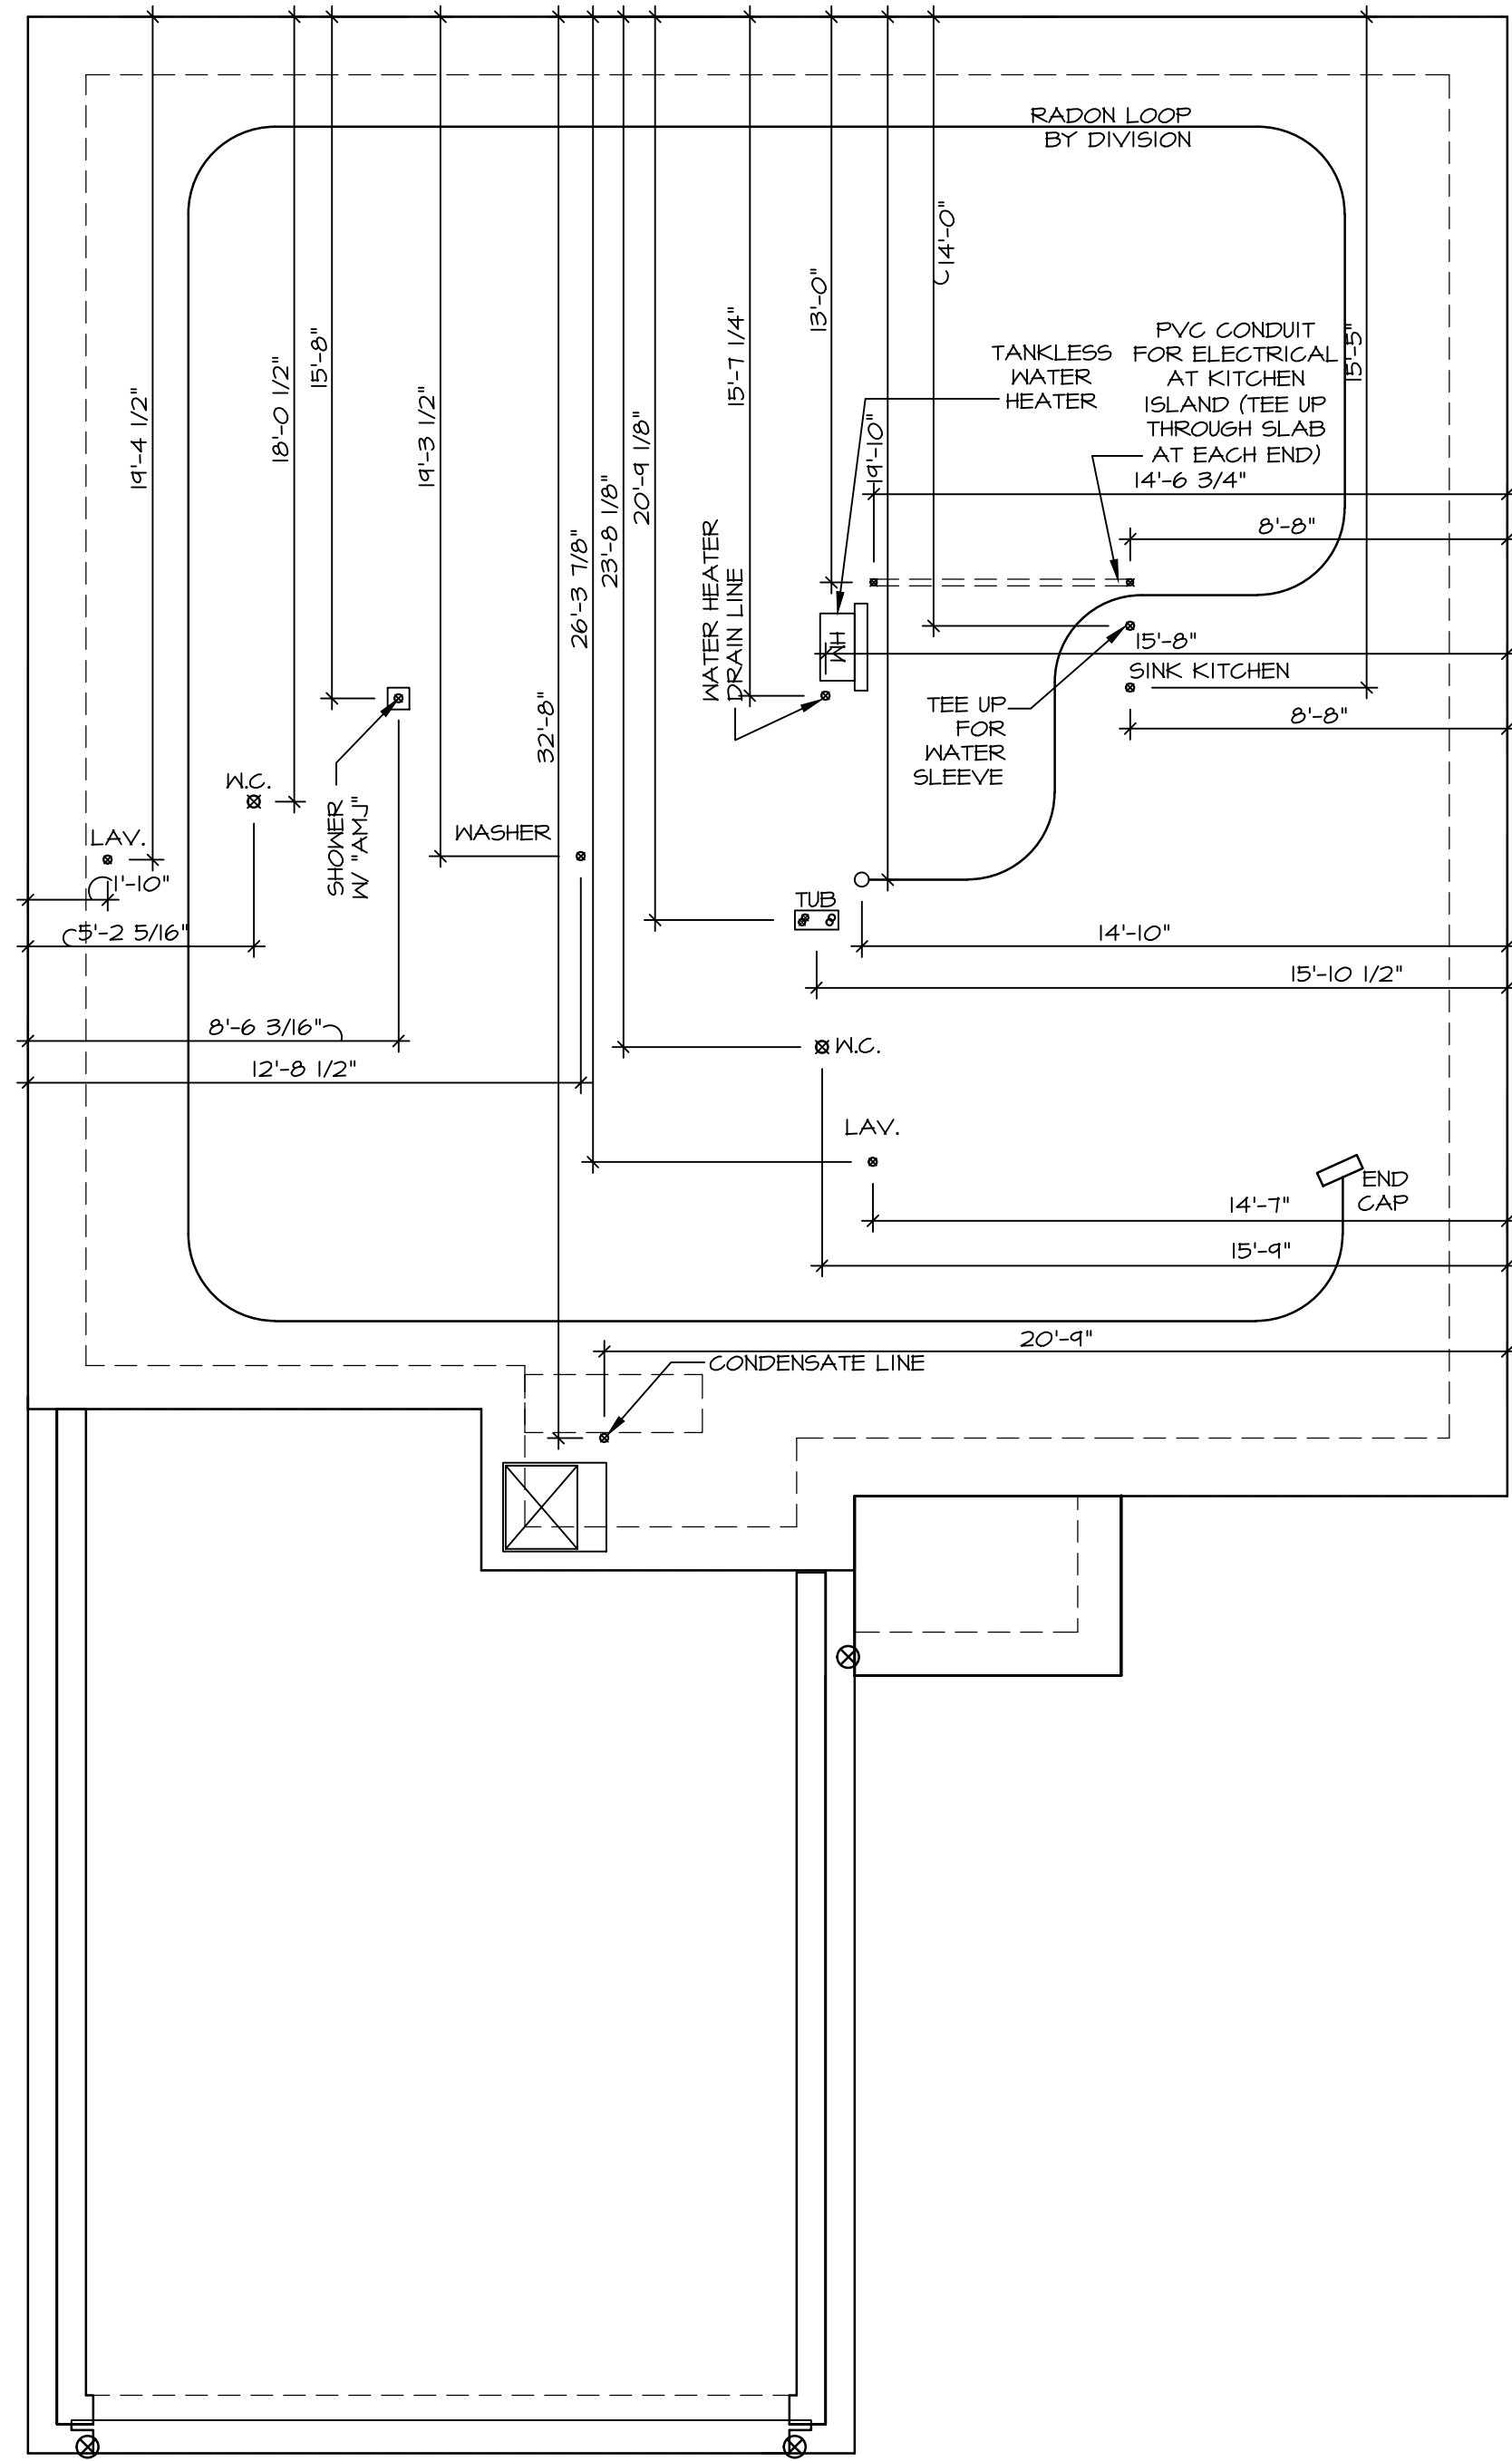 RADON LOOP
BY DIVISION
14'-0"
13'-0"
15'-7 1/4"
15'-8"
18'-0 1/2"
19'-4 1/2"
19'-3 1/2"
20'-9 1/8"
23'-8 1/8"
26'-3 7/8"
32'-8"
19'-10"
15'-5"
TANKLESS
WATER
HEATER
PVC CONDUIT
FOR ELECTRICAL
AT KITCHEN
ISLAND (TEE UP
THROUGH SLAB
AT EACH END)
14'-6 3/4"
8'-8"
WATER HEATER
DRAIN LINE
WH
15'-8"
SINK KITCHEN
8'-8"
TEE UP
FOR
WATER
SLEEVE
W.C.
SHOWER
W/ "AMJ"
LAV.
WASHER
1'-10"
TUB
5'-2 5/16"
14'-10"
15'-10 1/2"
8'-6 3/16"
12'-8 1/2"
W.C.
LAV.
END
CAP
14'-7"
15'-9"
20'-9"
CONDENSATE LINE